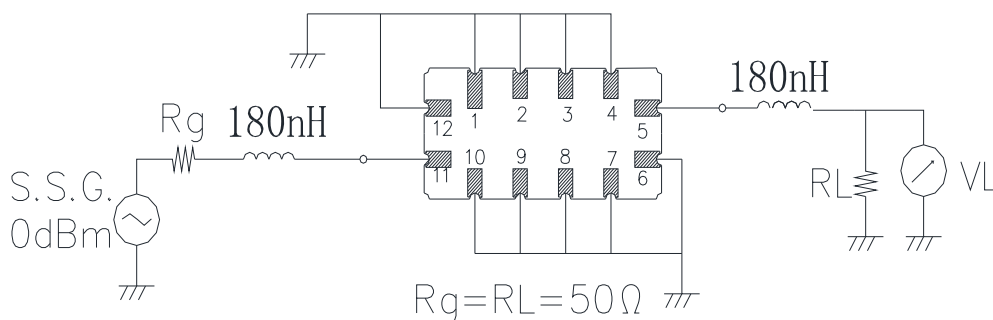 180nH
Rg 180nH
12 1 2 3 4 5
11 10 9 8 7 6
S.S.G.
0dBm
RL VL
Rg=RL=50Ω